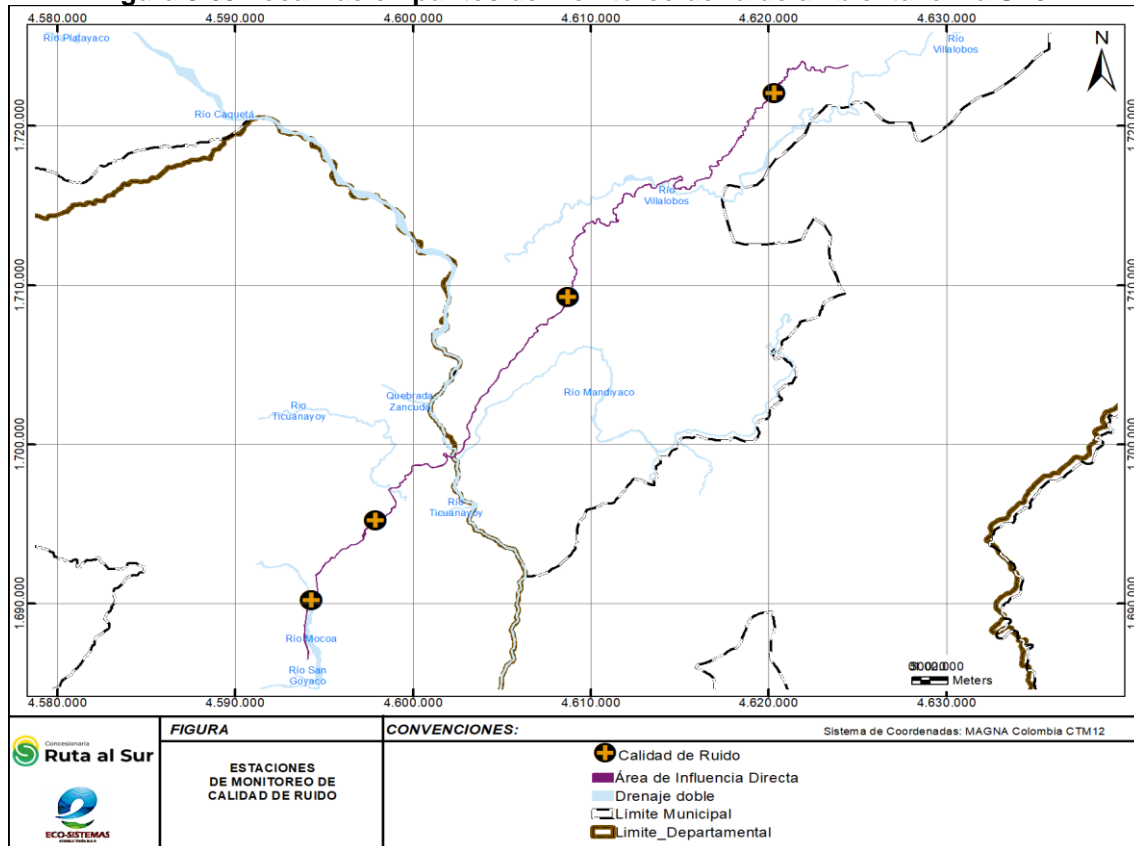 4.580.000 4.590.000 4.600.000 4.610.000 4.620.000 4.630.000
N
Río
Villalobos
Río Caquetá
1.720.000 1.720.000
Río
Villalobos
1.710.000 1.710.000
Río Mandiyaco
Quebrada
Zancudo
Río
Ticuanayoy
1.700.000 1.700.000
Río
Ticuanayoy
1.690.000 1.690.000
Río Mocoa
Río San
Goyaco
Meters
4.580.000 4.590.000 4.600.000 4.610.000 4.620.000 4.630.000
Concesionaria
Ruta al Sur
ECO-SISTEMAS
FIGURA
ESTACIONES
DE MONITOREO DE
CALIDAD DE RUIDO
CONVENCIONES:
Sistema de Coordenadas: MAGNA Colombia CTM12
Calidad de Ruido
Área de Influencia Directa
Drenaje doble
Límite Municipal
Limite_Departamental